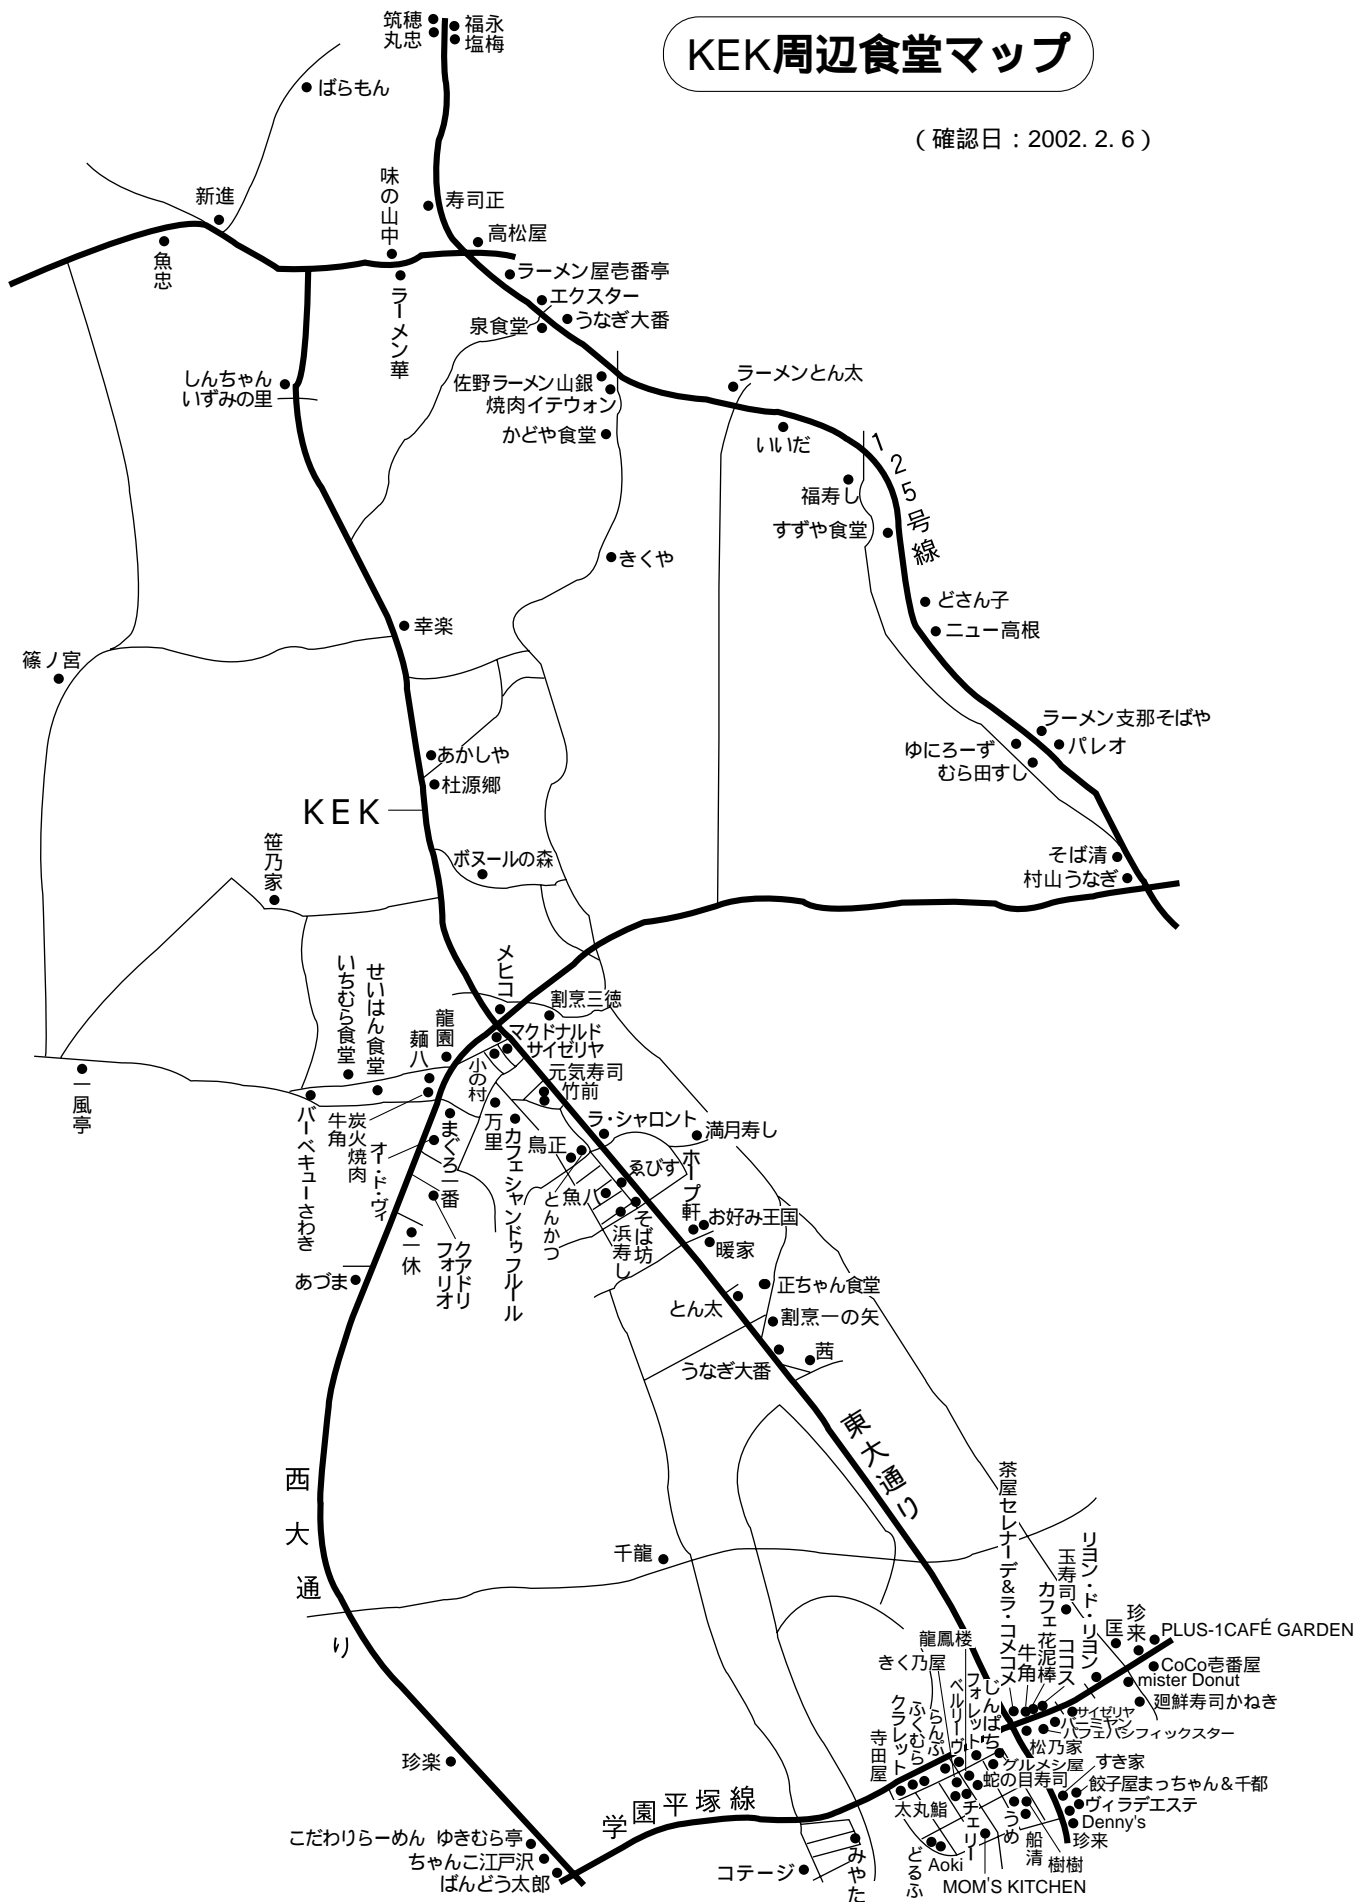 KEK周辺食堂マップ
(確認日：2002. 2. 6)
筑穂
丸忠
福永
塩梅
ばらもん
新進
魚忠
味の山中
寿司正
高松屋
ラーメン屋壱番亭
エクスター
うなぎ大番
泉食堂
ラーメン華
しんちゃん
いずみの里
佐野ラーメン山銀
焼肉イテウォン
かどや食堂
ラーメンとん太
いいだ
125号線
福寿し
すずや食堂
きくや
どさん子
ニュー高根
幸楽
篠ノ宮
ラーメン支那そばや
パレオ
ゆにろーず
むら田すし
あかしや
杜源郷
KEK
ボヌールの森
笹乃家
そば清
村山うなぎ
メヒコ
割烹三徳
マクドナルド
サイゼリヤ
いちむら食堂
せいはん食堂
龍園
麺八
小の村
元気寿司
竹前
一風亭
バーベキューさわき
炭火焼肉
牛角
オー・ド・ヴィ
まぐろ一番
万里
カフェシャンドゥフルール
鳥正
とんかつ
ラ・シャロント
満月寿し
ゑびす
魚八
浜寿し
そば坊
ホープ軒
お好み王国
暖家
一休
クアドリ
フォリオ
あづま
正ちゃん食堂
とん太
割烹一の矢
うなぎ大番
茜
東大通り
西大通り
千龍
茶屋セレナーデ＆ラ・コメコメ
牛角
カフェ花泥棒
ココス
玉寿司
リヨン・ド・リヨン
匡
珍来
PLUS-1CAFÉ GARDEN
CoCo壱番屋
mister Donut
廻鮮寿司かねき
サイゼリヤ
バーミヤン
パフェパシフィックスター
松乃家
龍鳳楼
きく乃屋
じんぱち
フォレット
ベルリーヴ
らんぷ
ふくむら
クラレット
寺田屋
グルメシ屋
蛇の目寿司
すき家
餃子屋まっちゃん＆千都
ヴィラデエステ
Denny's
珍来
太丸鮨
チェリー
うめ
船清
樹樹
どるふ
Aoki
MOM'S KITCHEN
みやた
コテージ
学園平塚線
珍楽
こだわりらーめん ゆきむら亭
ちゃんこ江戸沢
ばんどう太郎